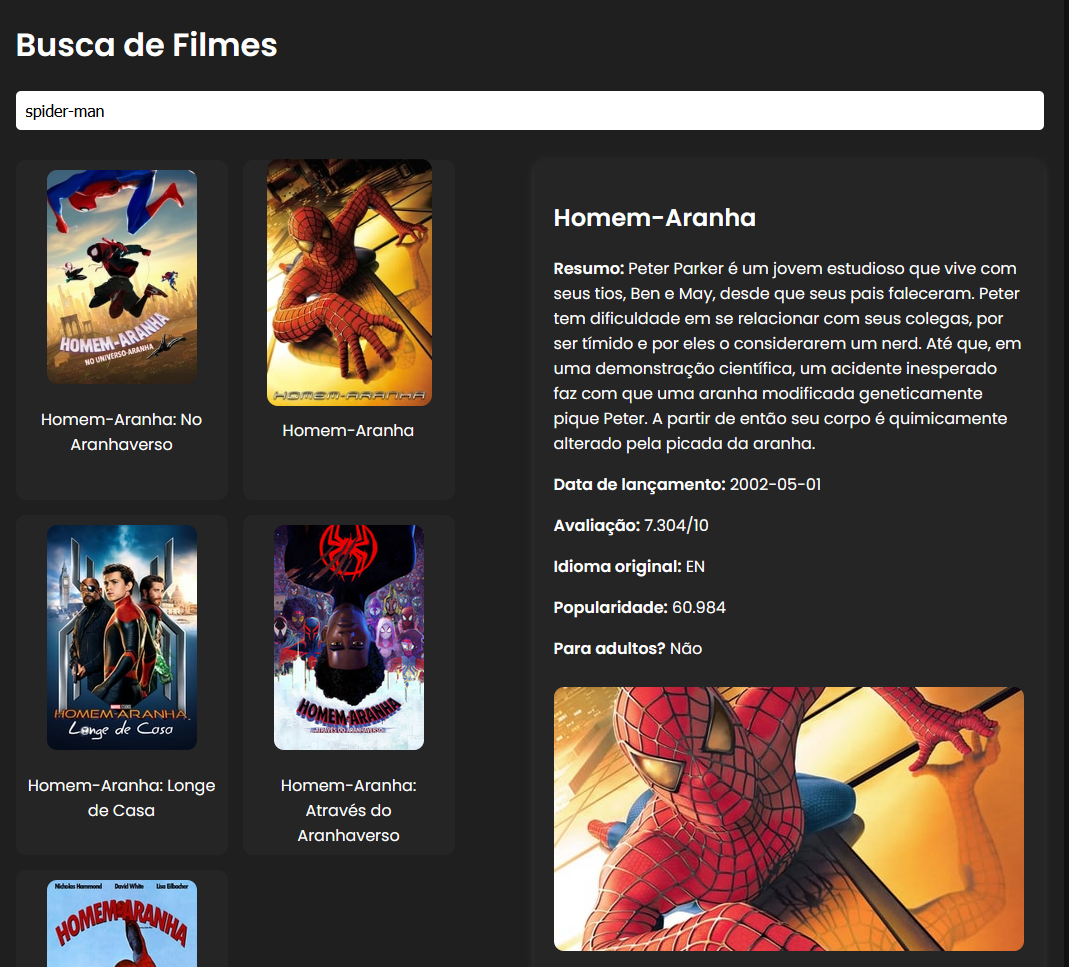 Busca de Filmes
spider-man
HOMEM-ARANHA
NO UNIVERSO-ARANHA
Homem-Aranha: No
Aranhaverso
HOMEM-ARANHA
Homem-Aranha
MARVEL STUDIOS
HOMEM-ARANHA
Longe de Casa
Homem-Aranha: Longe
de Casa
HOMEM-ARANHA
ATRAVÉS DO ARANHAVERSO
Homem-Aranha:
Através do
Aranhaverso
Nicholas Hammond David White Lisa Eilbacher
HOMEM-ARANHA
Homem-Aranha
Resumo: Peter Parker é um jovem estudioso que vive com
seus tios, Ben e May, desde que seus pais faleceram. Peter
tem dificuldade em se relacionar com seus colegas, por
ser tímido e por eles o considerarem um nerd. Até que, em
uma demonstração científica, um acidente inesperado
faz com que uma aranha modificada geneticamente
pique Peter. A partir de então seu corpo é quimicamente
alterado pela picada da aranha.
Data de lançamento: 2002-05-01
Avaliação: 7.304/10
Idioma original: EN
Popularidade: 60.984
Para adultos? Não